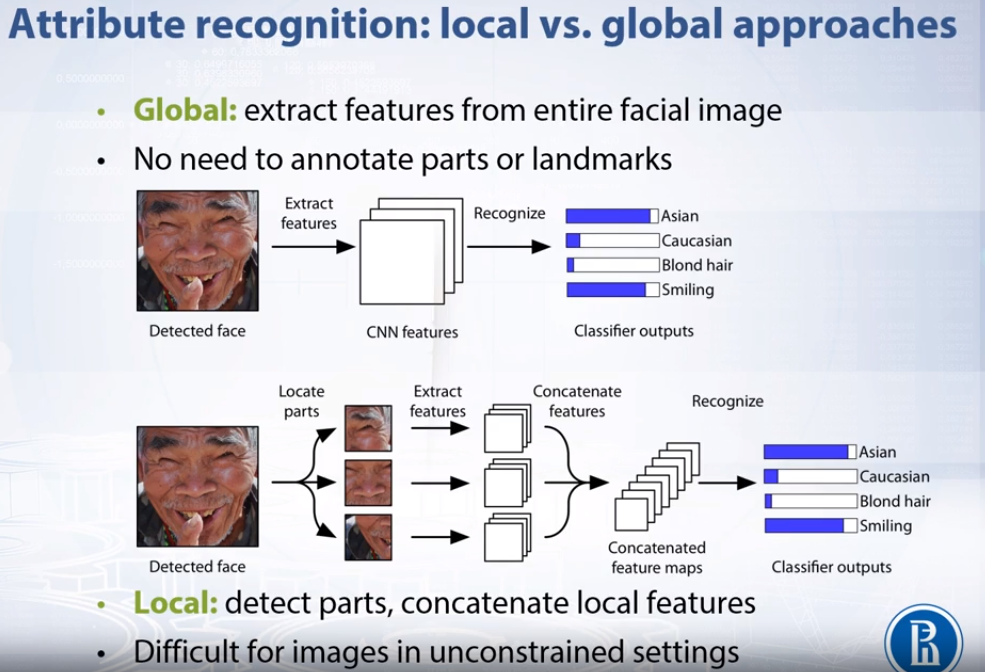 Attribute recognition: local vs. global approaches
• Global: extract features from entire facial image
• No need to annotate parts or landmarks
Extract
features
Recognize
Asian
Caucasian
Blond hair
Smiling
Detected face
CNN features
Classifier outputs
Locate
parts
Extract
features
Concatenate
features
Recognize
Asian
Caucasian
Blond hair
Smiling
Concatenated
feature maps
Detected face
Classifier outputs
• Local: detect parts, concatenate local features
• Difficult for images in unconstrained settings